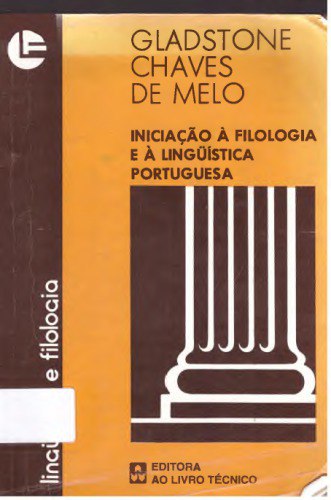 GLADSTONE
CHAVES
DE MELO
INICIAÇÃO À FILOLOGIA
E À LINGÜÍSTICA
PORTUGUESA
e filologia
EDITORA
AO LIVRO TÉCNICO